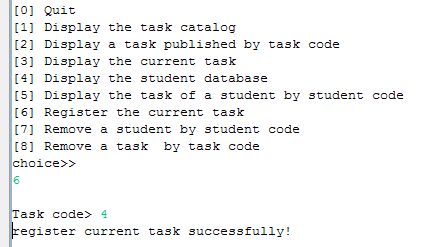 [0] Quit
[1] Display the task catalog
[2] Display a task published by task code
[3] Display the current task
[4] Display the student database
[5] Display the task of a student by student code
[6] Register the current task
[7] Remove a student by student code
[8] Remove a task  by task code
choice>>
6

Task code> 4
register current task successfully!